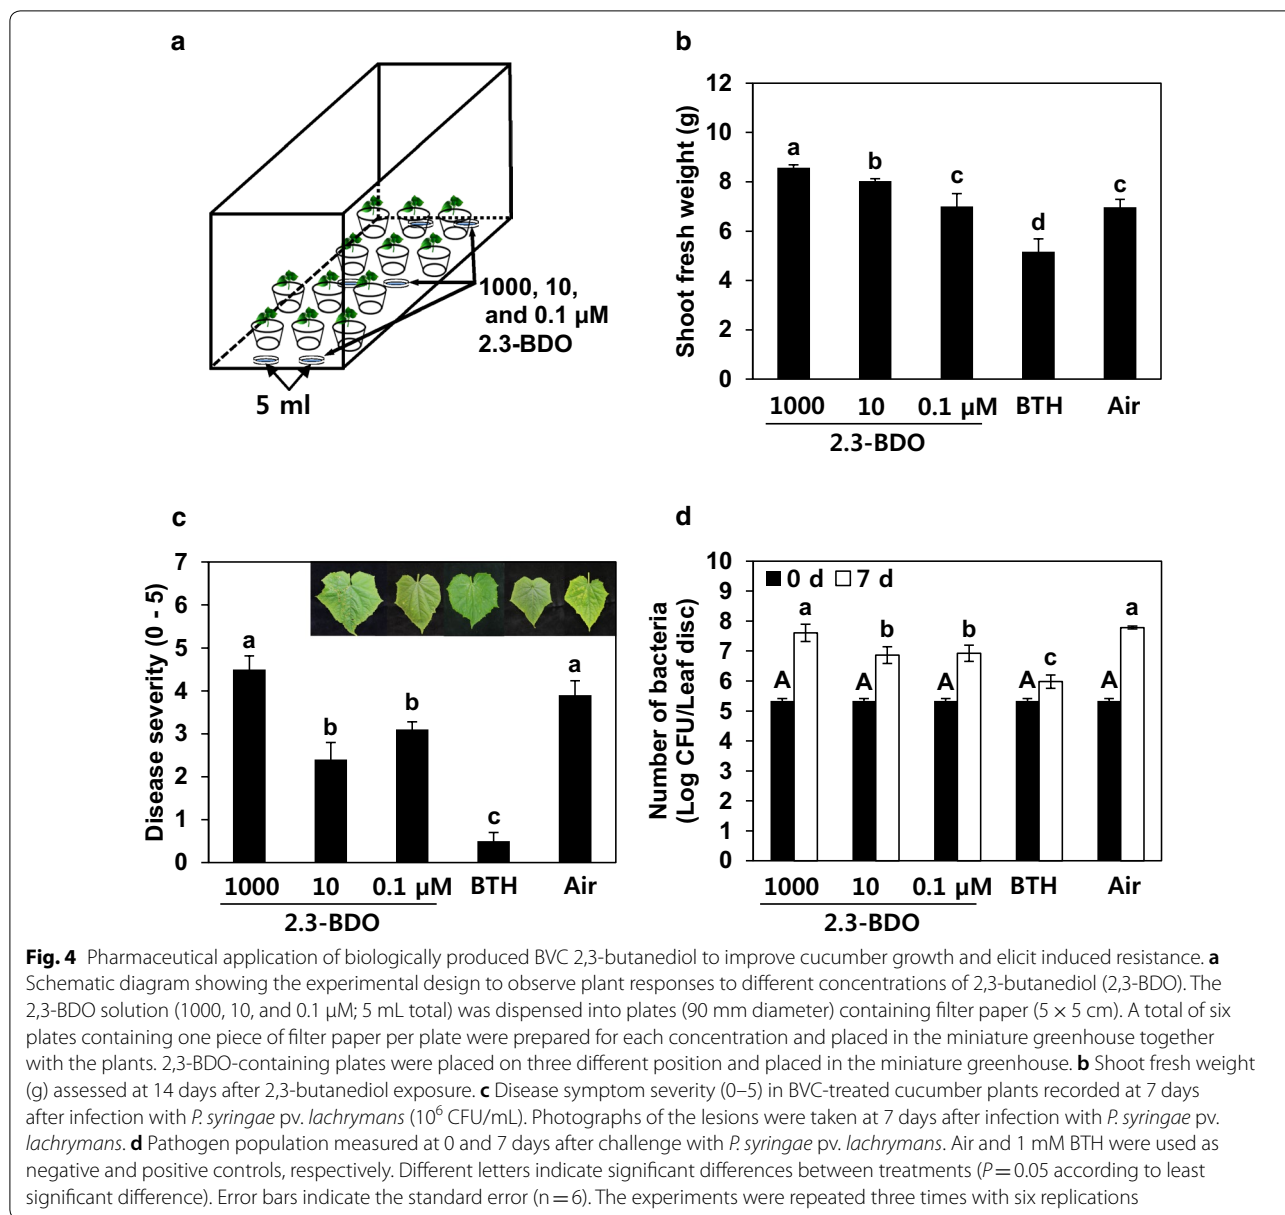 a
1000, 10,
and 0.1 µM
2.3-BDO
5 ml
b
Shoot fresh weight (g)
12
10
8
6
4
2
0
a
b
c
d
c
1000 10 0.1 µM BTH Air
2.3-BDO
c
Disease severity (0 - 5)
7
6
5
4
3
2
1
0
a
b
b
c
a
1000 10 0.1 µM BTH Air
2.3-BDO
d
Number of bacteria
(Log CFU/Leaf disc)
10
9
8
7
6
5
4
3
2
1
0
0 d 7 d
a
b
b
c
a
A
A
A
A
A
1000 10 0.1 µM BTH Air
2.3-BDO
Fig. 4 Pharmaceutical application of biologically produced BVC 2,3-butanediol to improve cucumber growth and elicit induced resistance. a
Schematic diagram showing the experimental design to observe plant responses to different concentrations of 2,3-butanediol (2,3-BDO). The
2,3-BDO solution (1000, 10, and 0.1 µM; 5 mL total) was dispensed into plates (90 mm diameter) containing filter paper (5 × 5 cm). A total of six
plates containing one piece of filter paper per plate were prepared for each concentration and placed in the miniature greenhouse together
with the plants. 2,3-BDO-containing plates were placed on three different position and placed in the miniature greenhouse. b Shoot fresh weight
(g) assessed at 14 days after 2,3-butanediol exposure. c Disease symptom severity (0–5) in BVC-treated cucumber plants recorded at 7 days
after infection with P. syringae pv. lachrymans (10⁶ CFU/mL). Photographs of the lesions were taken at 7 days after infection with P. syringae pv.
lachrymans. d Pathogen population measured at 0 and 7 days after challenge with P. syringae pv. lachrymans. Air and 1 mM BTH were used as
negative and positive controls, respectively. Different letters indicate significant differences between treatments (P = 0.05 according to least
significant difference). Error bars indicate the standard error (n = 6). The experiments were repeated three times with six replications